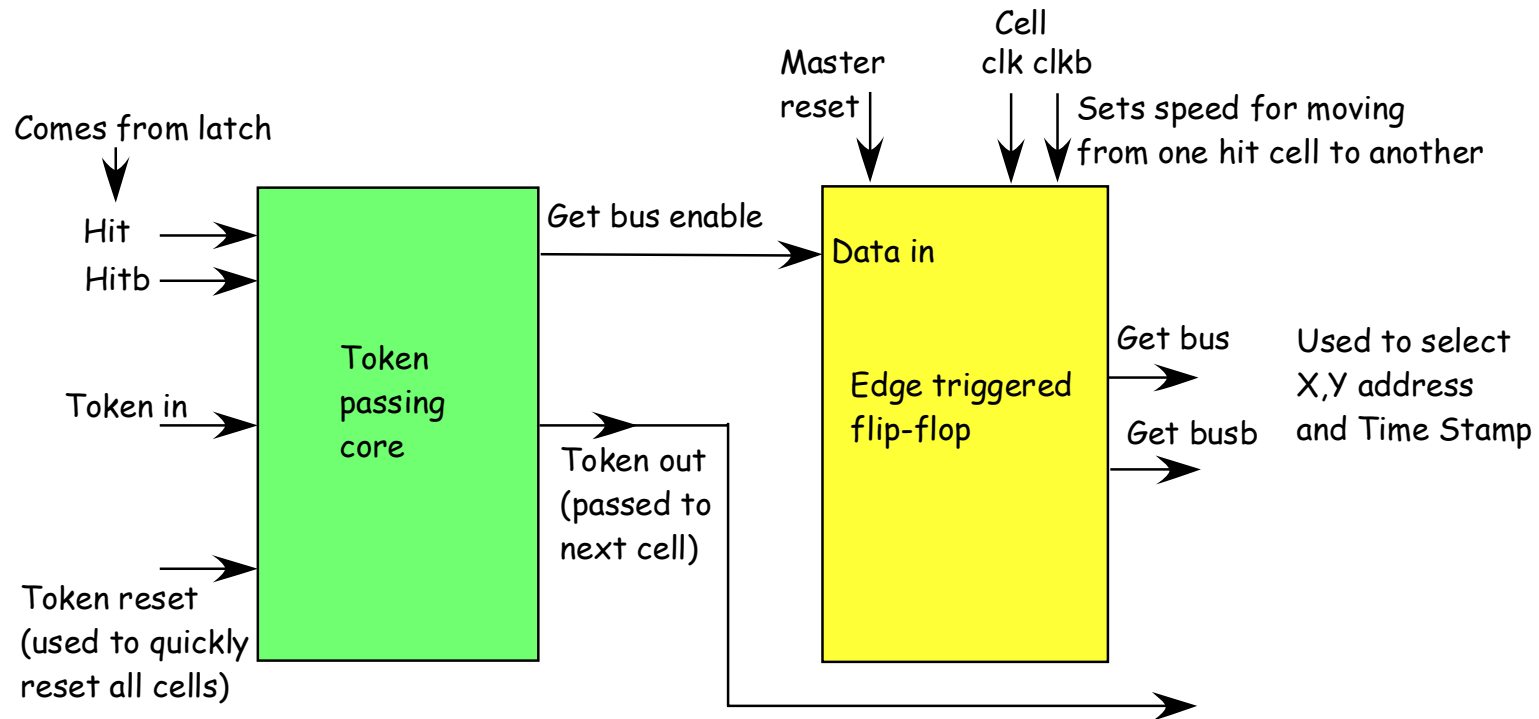 Comes from latch
Hit
Hitb
Token in
Token reset
(used to quickly
reset all cells)
Token
passing
core
Get bus enable
Token out
(passed to
next cell)
Master
reset
Cell
clk clkb
Sets speed for moving
from one hit cell to another
Data in
Edge triggered
flip-flop
Get bus
Get busb
Used to select
X,Y address
and Time Stamp